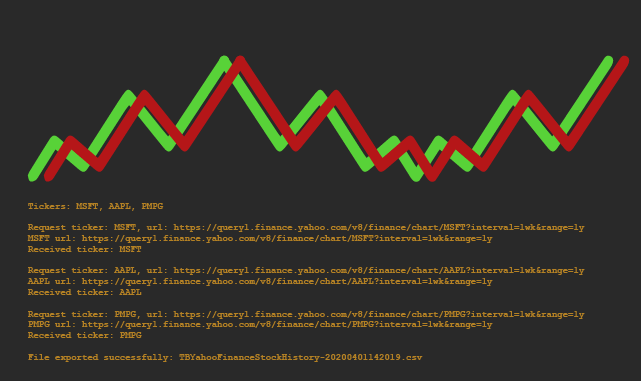 Tickers: MSFT, AAPL, PMPG
Request ticker: MSFT, url: https://query1.finance.yahoo.com/v8/finance/chart/MSFT?interval=1wk&range=1y
MSFT url: https://query1.finance.yahoo.com/v8/finance/chart/MSFT?interval=1wk&range=1y
Received ticker: MSFT
Request ticker: AAPL, url: https://query1.finance.yahoo.com/v8/finance/chart/AAPL?interval=1wk&range=1y
AAPL url: https://query1.finance.yahoo.com/v8/finance/chart/AAPL?interval=1wk&range=1y
Received ticker: AAPL
Request ticker: PMPG, url: https://query1.finance.yahoo.com/v8/finance/chart/PMPG?interval=1wk&range=1y
PMPG url: https://query1.finance.yahoo.com/v8/finance/chart/PMPG?interval=1wk&range=1y
Received ticker: PMPG
File exported successfully: TBYahooFinanceStockHistory-20200401142019.csv